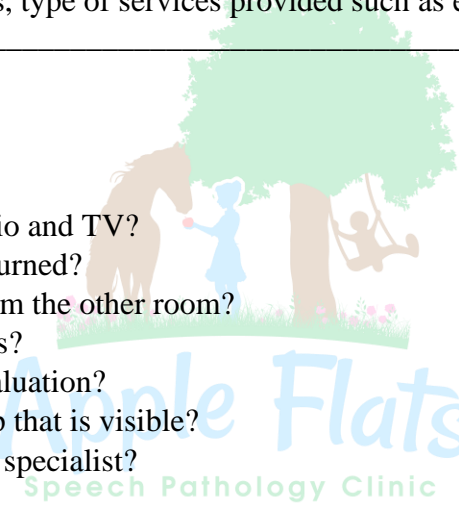 , type of services provided such as e
io and TV?
urned?
m the other room?
s?
aluation?
p that is visible?
specialist?
Apple Flats
Speech Pathology Clinic